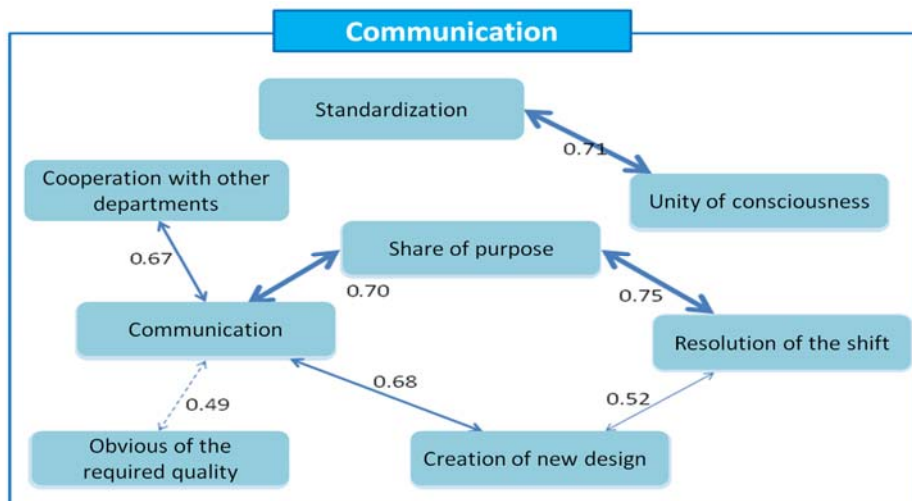 Communication
Standardization
0.71
Cooperation with other
departments
Unity of consciousness
Share of purpose
0.67
0.70
0.75
Communication
Resolution of the shift
0.68
0.52
0.49
Obvious of the
required quality
Creation of new design